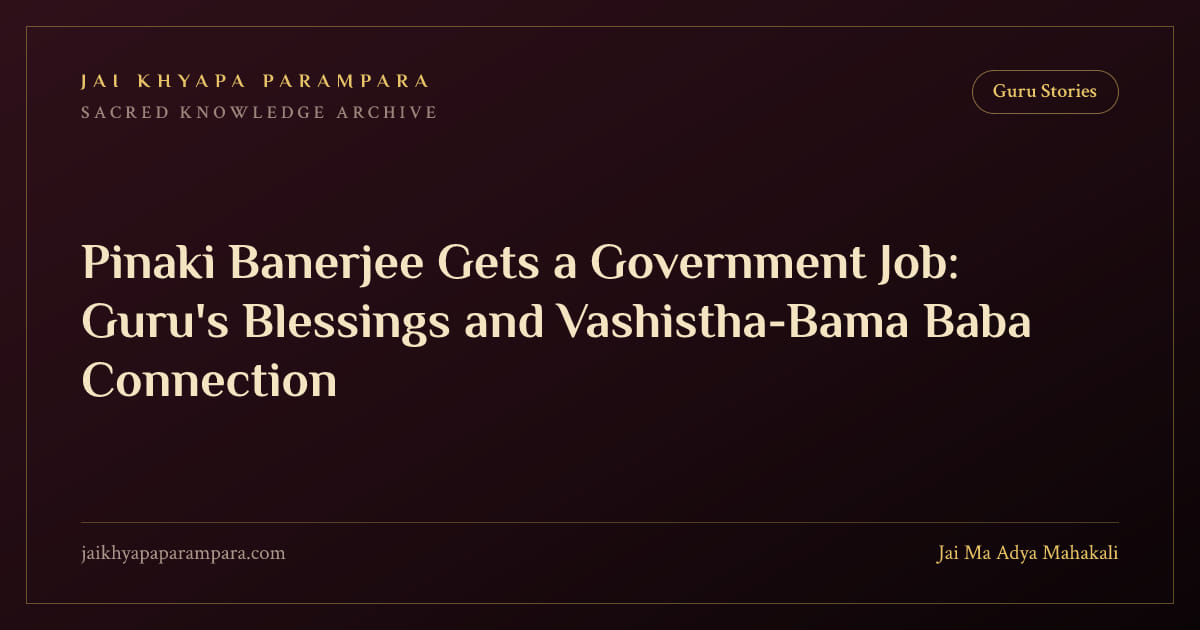 JAI KHYAPA PARAMPARA
SACRED KNOWLEDGE ARCHIVE
Guru Stories
Pinaki Banerjee Gets a Government Job:
Guru's Blessings and Vashistha-Bama Baba
Connection
jaikhyapaparampara.com
Jai Ma Adya Mahakali